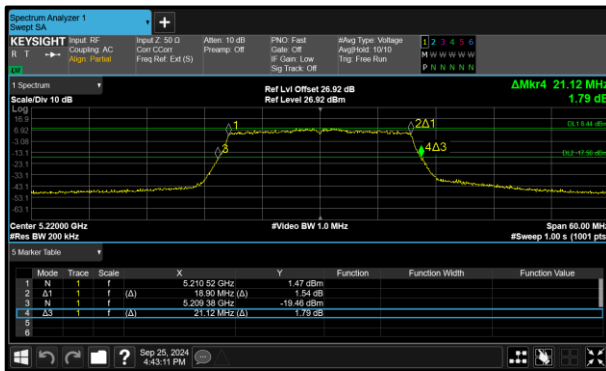 Spectrum Analyzer 1
Swept SA
+
KEYSIGHT
R T
Input: RF
Coupling: AC
Align: Partial
Input Z: 50 Ω
Corr CCorr
Freq Ref: Ext (S)
Atten: 10 dB
Preamp: Off
PNO: Fast
Gate: Off
IF Gain: Low
Sig Track: Off
#Avg Type: Voltage
Avg|Hold: 10/10
Trig: Free Run
1 2 3 4 5 6
M W W W W W
P N N N N N
1 Spectrum
Scale/Div 10 dB
Ref Lvl Offset 26.92 dB
Ref Level 26.92 dBm
ΔMkr4 21.12 MHz
1.79 dB
Log
16.9
6.92
-3.08
-13.1
-23.1
-33.1
-43.1
-53.1
-63.1
1
2Δ1
3
4Δ3
DL1 8.44 dBm
DL2 -17.56 dBm
Center 5.22000 GHz
#Res BW 200 kHz
#Video BW 1.0 MHz
Span 60.00 MHz
#Sweep 1.00 s (1001 pts)
5 Marker Table
Mode Trace Scale X Y Function Function Width Function Value
1 N 1 f 5.210 52 GHz 1.47 dBm
2 Δ1 1 f (Δ) 18.90 MHz (Δ) 1.54 dB
3 N 1 f 5.209 38 GHz -19.46 dBm
4 Δ3 1 f (Δ) 21.12 MHz (Δ) 1.79 dB
5
6
?
Sep 25, 2024
4:43:11 PM